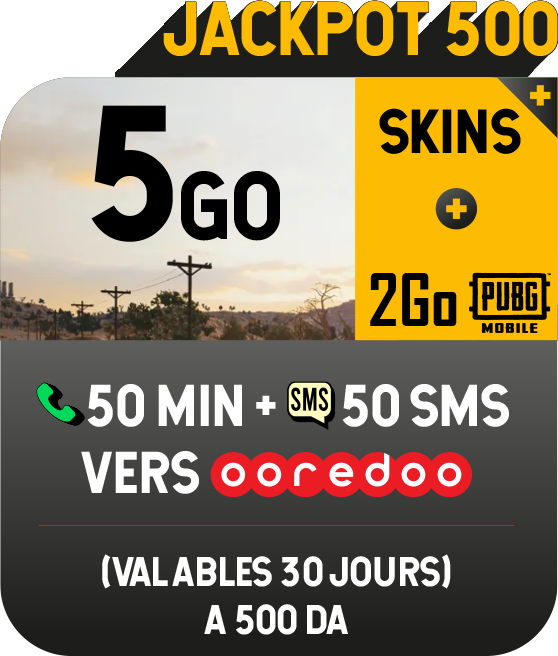 JACKPOT 500
5GO
SKINS
+
2Go PUBG
MOBILE
50 MIN + SMS 50 SMS
VERS ooredoo
(VALABLES 30 JOURS)
A 500 DA